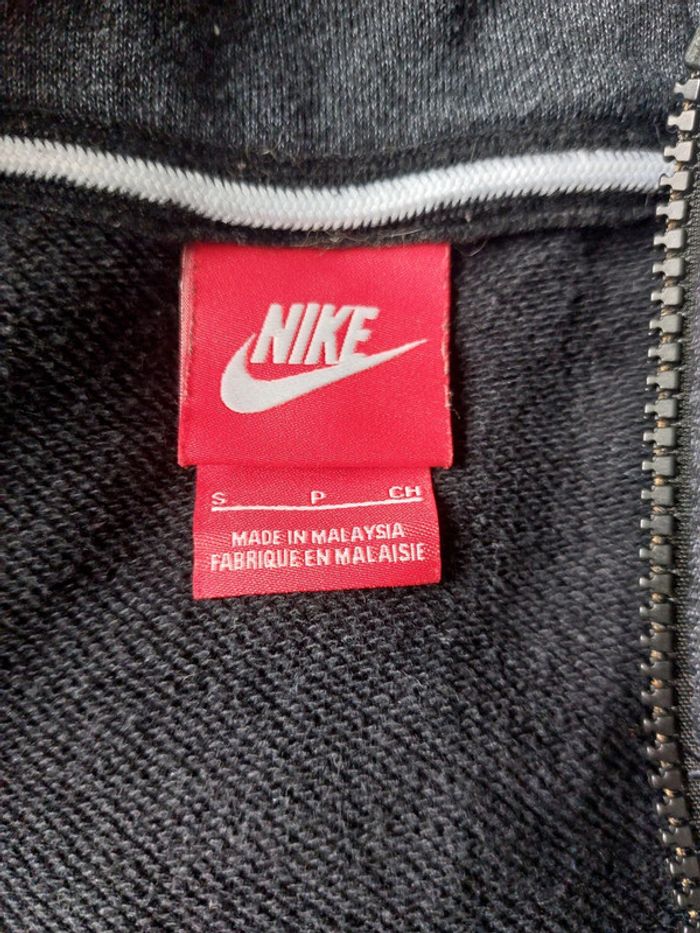 NIKE
S P CH
MADE IN MALAYSIA
FABRIQUE EN MALAISIE